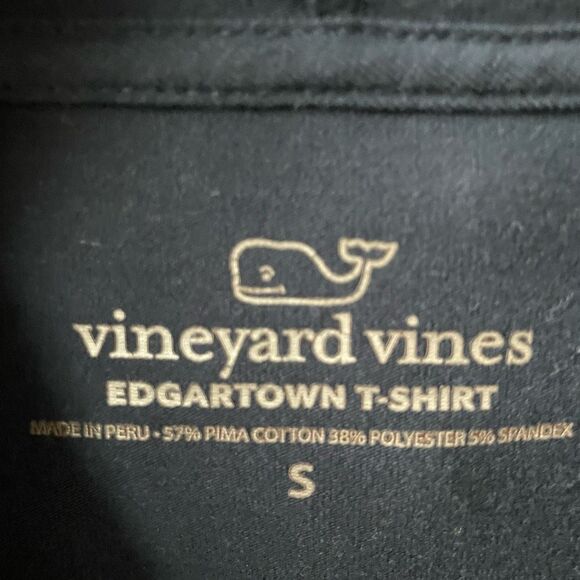 vineyard vines
EDGARTOWN T-SHIRT
MADE IN PERU • 57% PIMA COTTON 38% POLYESTER 5% SPANDEX
S